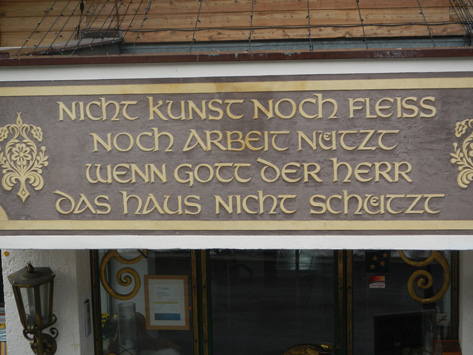 NICHT KUNST NOCH FLEISS
NOCH ARBEIT NÜTZT
WENN GOTT DER HERR
DAS HAUS NICHT SCHÜTZT